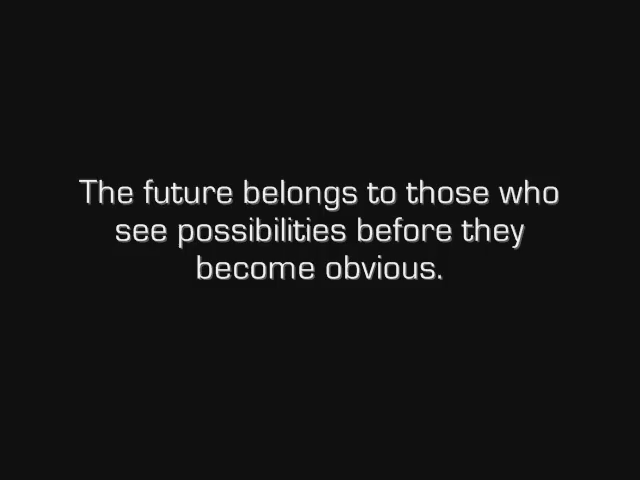 The future belongs to those who
see possibilities before they
become obvious.